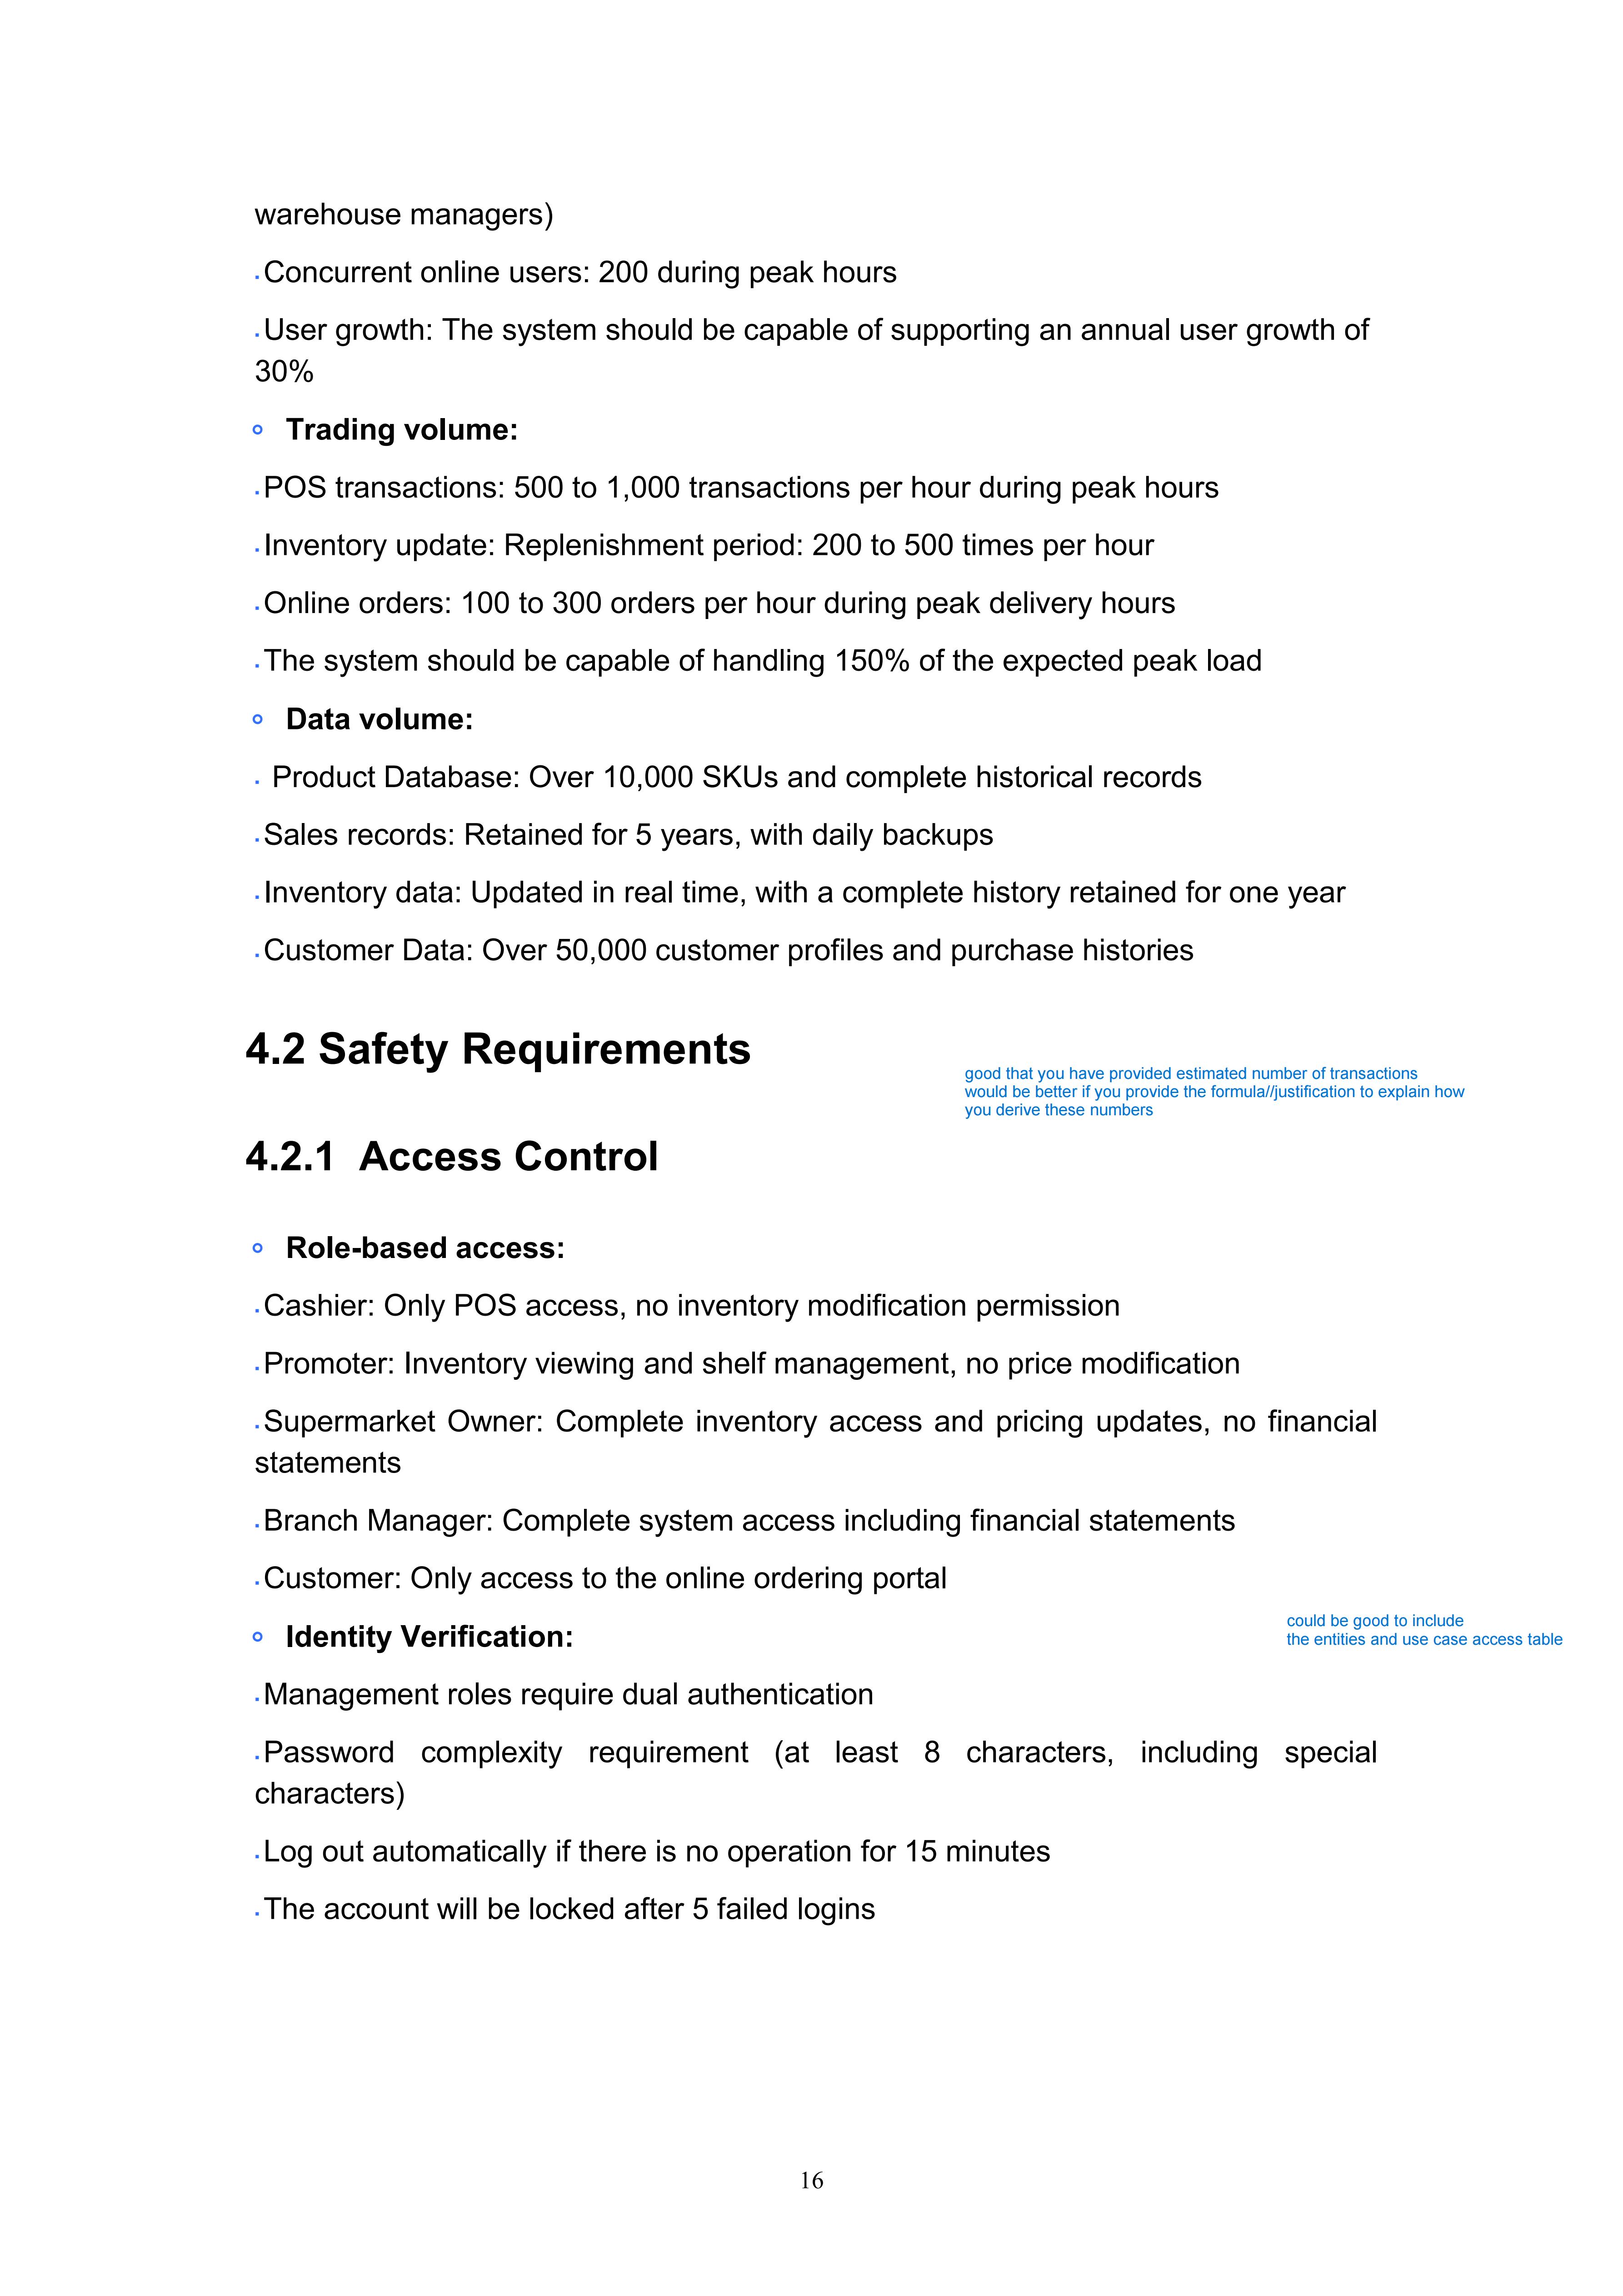 warehouse managers)
▪Concurrent online users: 200 during peak hours
▪User growth: The system should be capable of supporting an annual user growth of
30%
○ Trading volume:
▪POS transactions: 500 to 1,000 transactions per hour during peak hours
▪Inventory update: Replenishment period: 200 to 500 times per hour
▪Online orders: 100 to 300 orders per hour during peak delivery hours
▪The system should be capable of handling 150% of the expected peak load
○ Data volume:
▪ Product Database: Over 10,000 SKUs and complete historical records
▪Sales records: Retained for 5 years, with daily backups
▪Inventory data: Updated in real time, with a complete history retained for one year
▪Customer Data: Over 50,000 customer profiles and purchase histories
4.2 Safety Requirements
good that you have provided estimated number of transactions
would be better if you provide the formula//justification to explain how
you derive these numbers
4.2.1 Access Control
○ Role-based access:
▪Cashier: Only POS access, no inventory modification permission
▪Promoter: Inventory viewing and shelf management, no price modification
▪Supermarket Owner: Complete inventory access and pricing updates, no financial
statements
▪Branch Manager: Complete system access including financial statements
▪Customer: Only access to the online ordering portal
could be good to include
the entities and use case access table
○ Identity Verification:
▪Management roles require dual authentication
▪Password complexity requirement (at least 8 characters, including special
characters)
▪Log out automatically if there is no operation for 15 minutes
▪The account will be locked after 5 failed logins
16